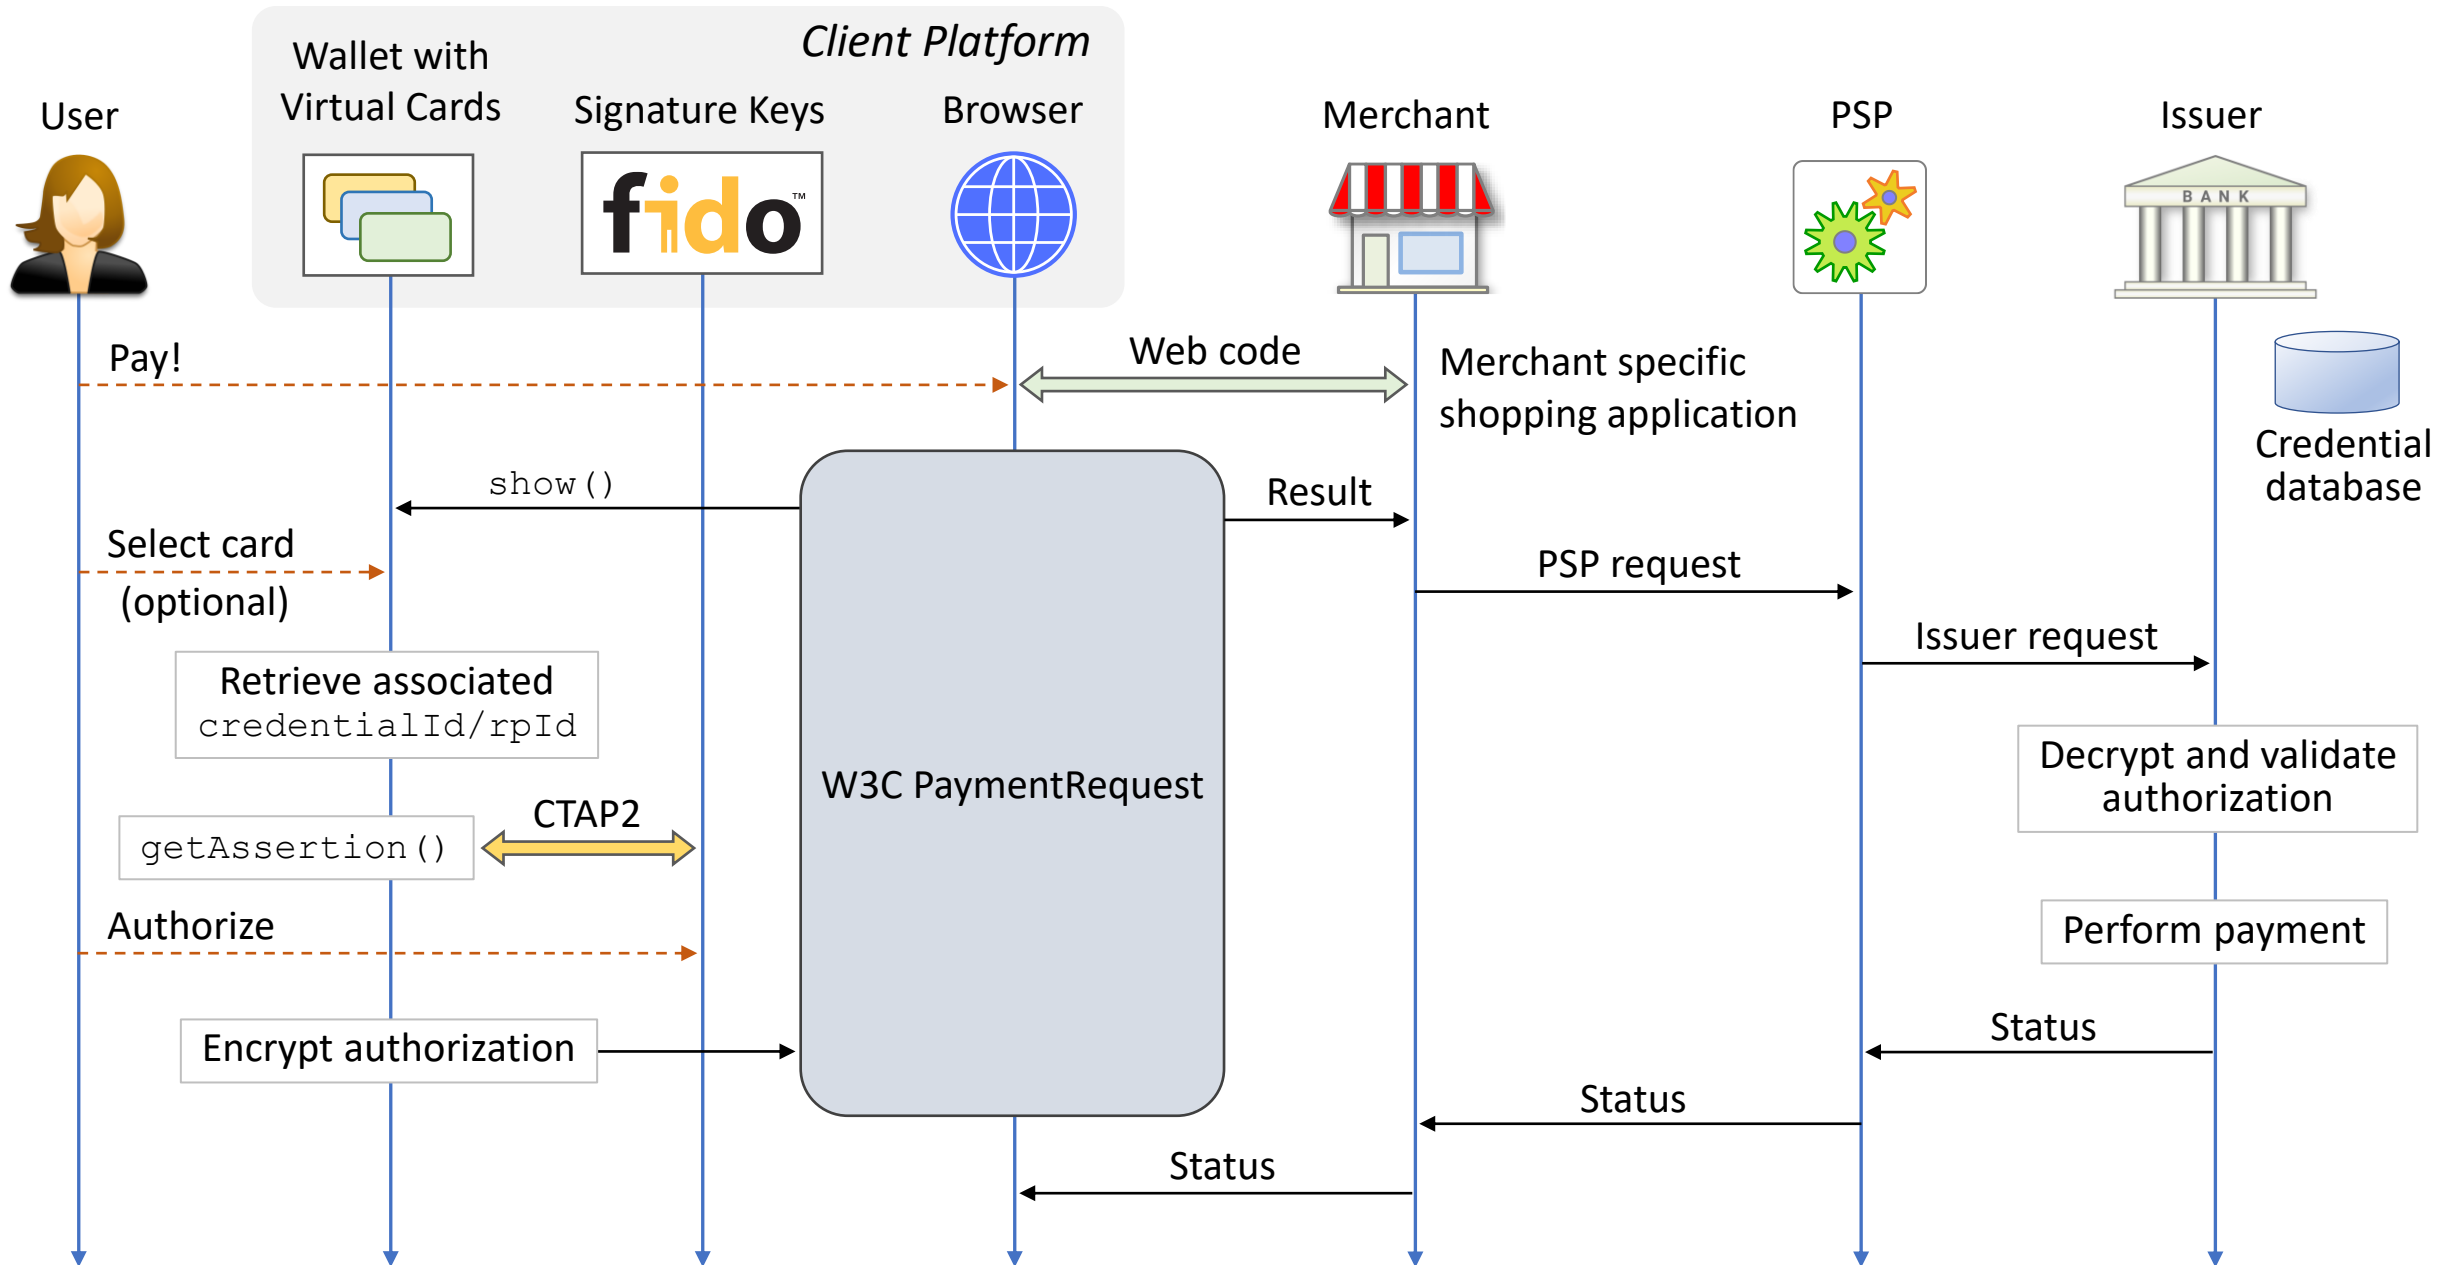 Client Platform
Wallet with
Virtual Cards
Signature Keys
Browser
User
Merchant
PSP
Issuer
fido™
BANK
Pay!
Web code
Merchant specific
shopping application
Credential
database
show()
Result
Select card
(optional)
PSP request
Issuer request
Retrieve associated
credentialId/rpId
W3C PaymentRequest
Decrypt and validate
authorization
CTAP2
getAssertion()
Authorize
Perform payment
Encrypt authorization
Status
Status
Status